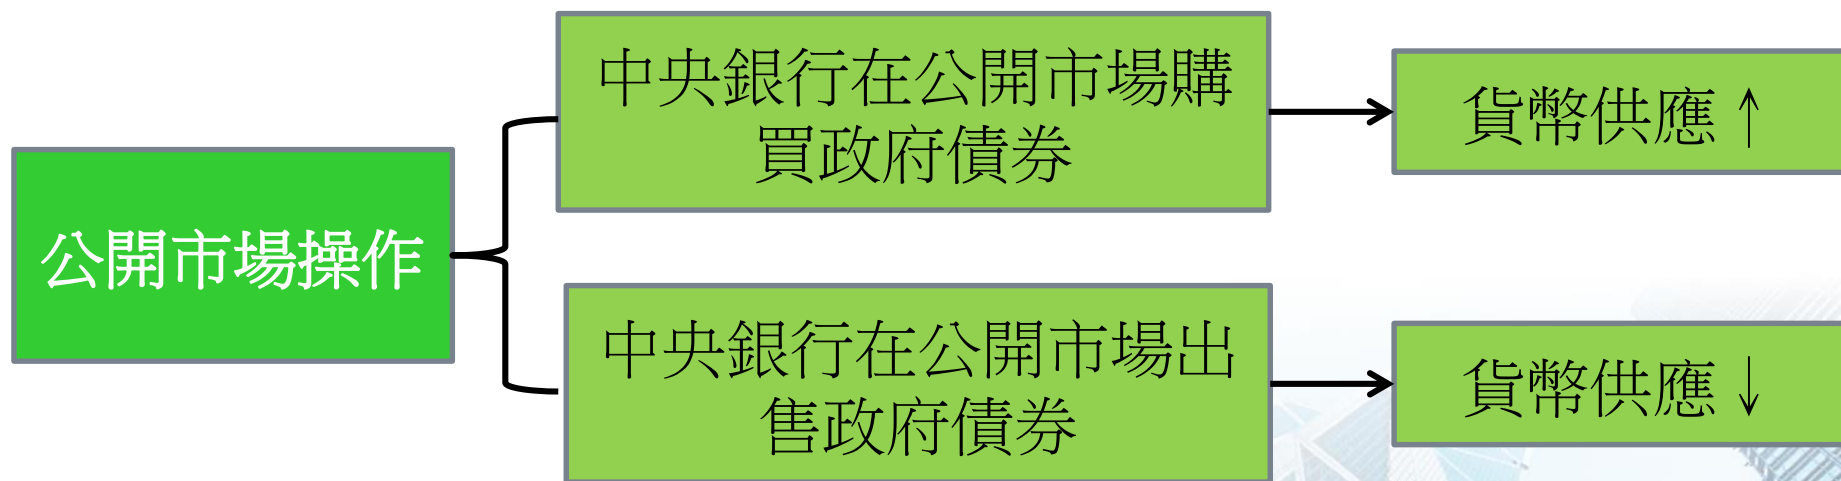 公開市場操作
中央銀行在公開市場購
買政府債券
貨幣供應↑
中央銀行在公開市場出
售政府債券
貨幣供應↓